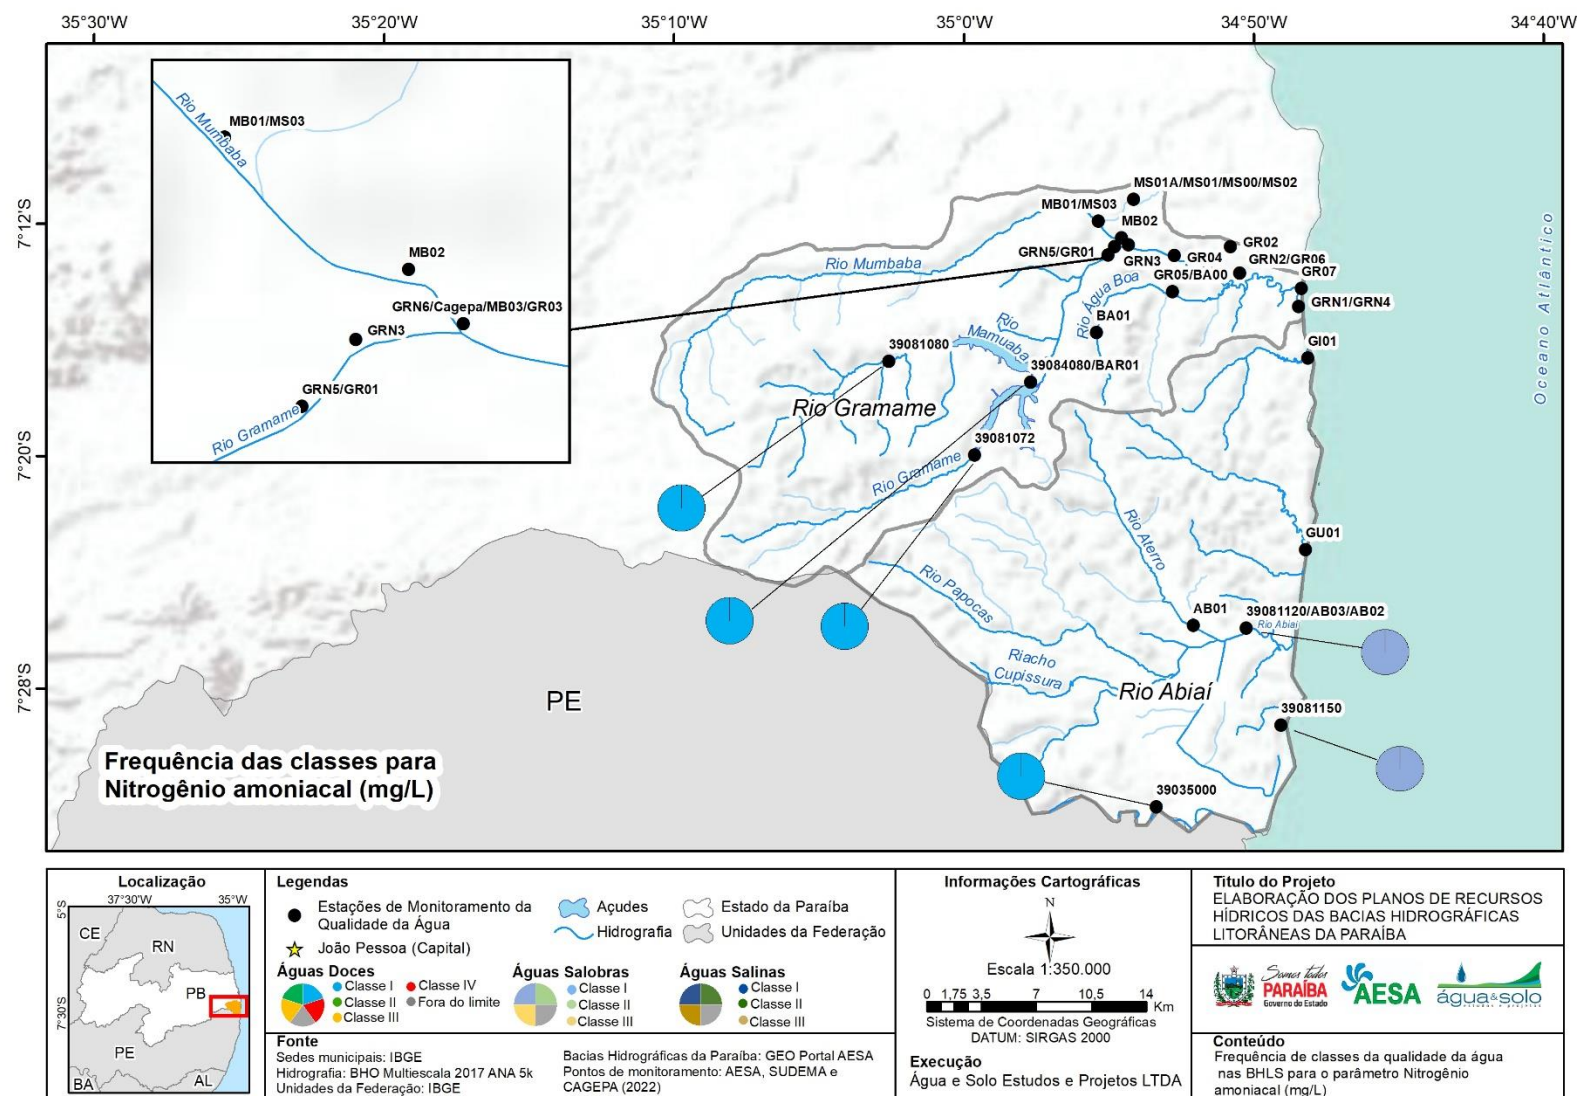 35°30'W
35°20'W
35°10'W
35°0'W
34°50'W
34°40'W
7°12'S
7°20'S
7°28'S
Rio Mumbaba
MB01/MS03
MB02
GRN6/Cagepa/MB03/GR03
GRN3
GRN5/GR01
Rio Gramame
MS01A/MS01/MS00/MS02
MB01/MS03
MB02
GRN5/GR01
GRN3
GR04
GR02
GRN2/GR06
GR07
GR05/BA00
GRN1/GRN4
Rio Mumbaba
Rio Água Boa
BA01
GI01
Rio
Mamuaba
39081080
39084080/BAR01
Rio Gramame
39081072
Rio Gramame
Oceano Atlântico
GU01
Rio Aterro
Rio Papocas
AB01
39081120/AB03/AB02
Rio Abiaí
Riacho
Cupissura
Rio Abiaí
39081150
39035000
PE
Frequência das classes para
Nitrogênio amoniacal (mg/L)
Localização
37°30'W
35°W
5°S
7°30'S
CE
RN
PB
PE
BA
AL
Legendas
Estações de Monitoramento da
Qualidade da Água
João Pessoa (Capital)
Açudes
Hidrografia
Estado da Paraíba
Unidades da Federação
Águas Doces
Classe I
Classe II
Classe III
Classe IV
Fora do limite
Águas Salobras
Classe I
Classe II
Classe III
Águas Salinas
Classe I
Classe II
Classe III
Fonte
Sedes municipais: IBGE
Hidrografia: BHO Multiescala 2017 ANA 5k
Unidades da Federação: IBGE
Bacias Hidrográficas da Paraíba: GEO Portal AESA
Pontos de monitoramento: AESA, SUDEMA e
CAGEPA (2022)
Informações Cartográficas
N
Escala 1:350.000
0 1,75 3,5 7 10,5 14
Km
Sistema de Coordenadas Geográficas
DATUM: SIRGAS 2000
Execução
Água e Solo Estudos e Projetos LTDA
Titulo do Projeto
ELABORAÇÃO DOS PLANOS DE RECURSOS
HÍDRICOS DAS BACIAS HIDROGRÁFICAS
LITORÂNEAS DA PARAÍBA
Somos todos
PARAÍBA
Governo do Estado
AESA
água&solo
estudos e projetos
Conteúdo
Frequência de classes da qualidade da água
nas BHLS para o parâmetro Nitrogênio
amoniacal (mg/L)